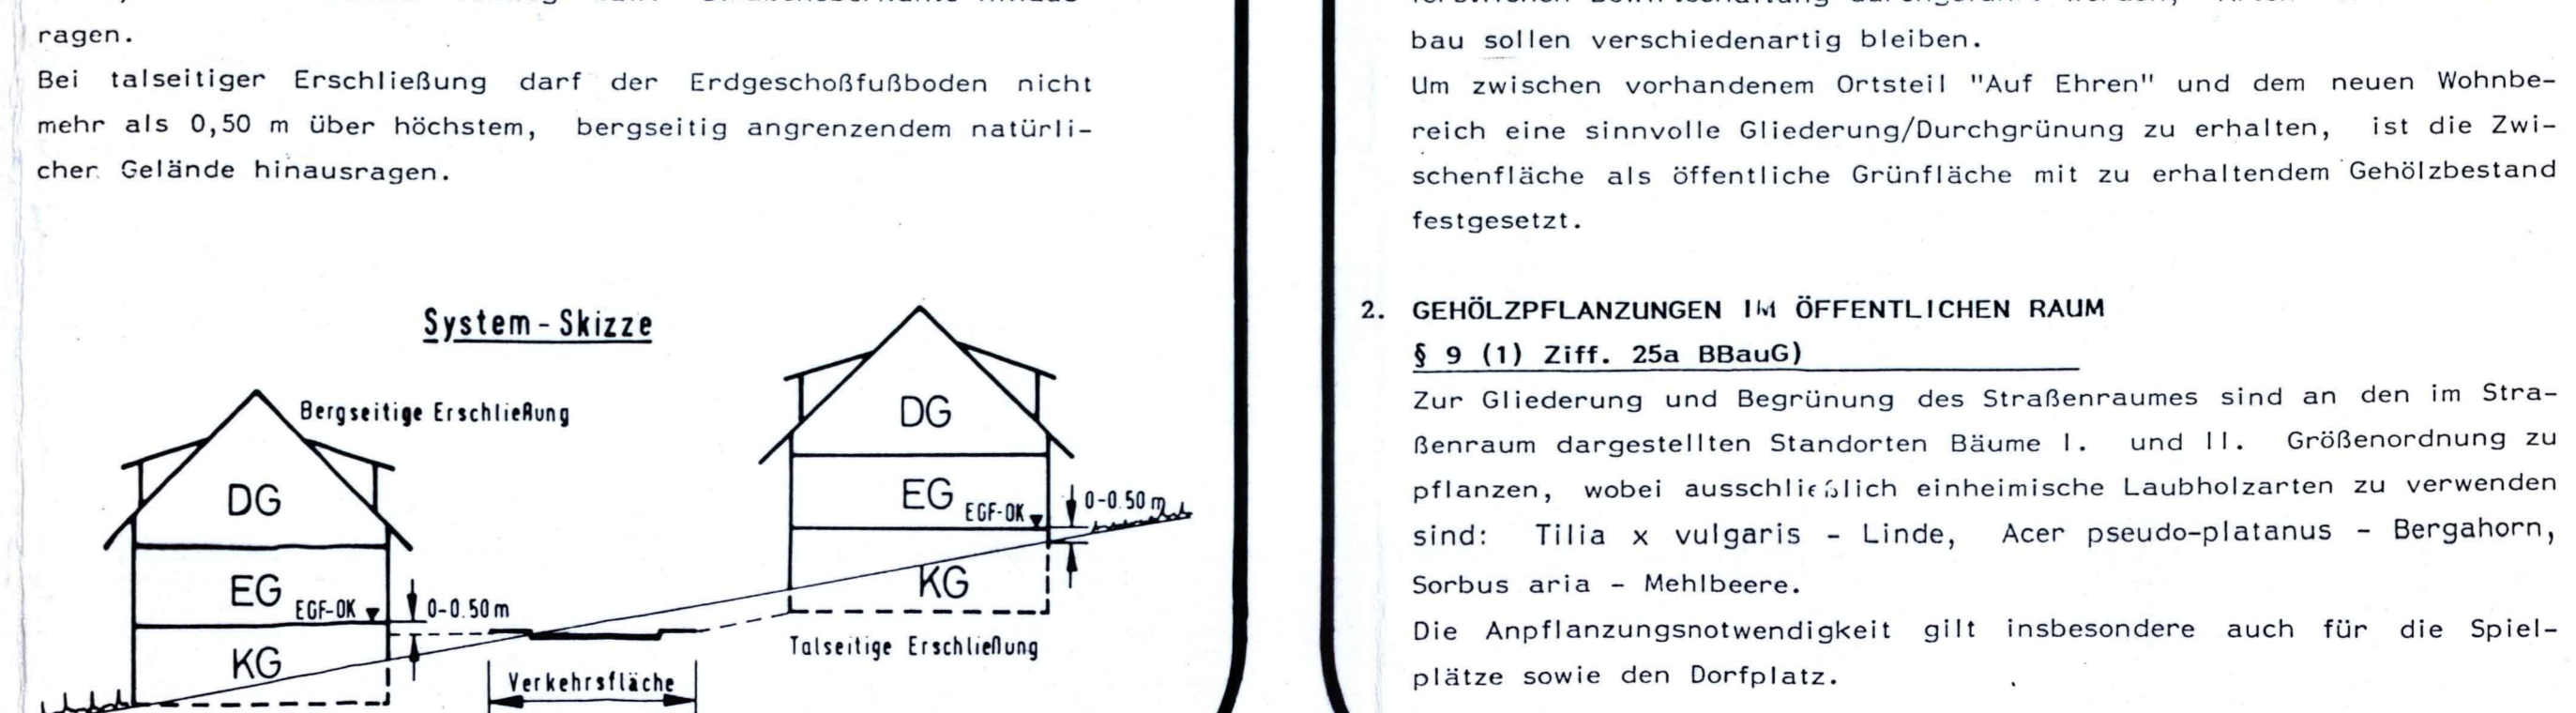 ragen.
Bei talseitiger Erschließung darf der Erdgeschoßfußboden nicht
mehr als 0,50 m über höchstem, bergseitig angrenzendem natürli-
cher Gelände hinausragen.
System-Skizze
Bergseitige Erschließung
DG
EG
EGF-OK
0-0.50m
KG
Verkehrsfläche
DG
EG
EGF-OK
0-0.50 m
KG
Talseitige Erschließung
bau sollen verschiedenartig bleiben.
Um zwischen vorhandenem Ortsteil "Auf Ehren" und dem neuen Wohnbe-
reich eine sinnvolle Gliederung/Durchgrünung zu erhalten, ist die Zwi-
schenfläche als öffentliche Grünfläche mit zu erhaltendem Gehölzbestand
festgesetzt.
2. GEHÖLZPFLANZUNGEN IM ÖFFENTLICHEN RAUM
§ 9 (1) Ziff. 25a BBauG)
Zur Gliederung und Begrünung des Straßenraumes sind an den im Stra-
ßenraum dargestellten Standorten Bäume I. und II. Größenordnung zu
pflanzen, wobei ausschließlich einheimische Laubholzarten zu verwenden
sind: Tilia x vulgaris - Linde, Acer pseudo-platanus - Bergahorn,
Sorbus aria - Mehlbeere.
Die Anpflanzungsnotwendigkeit gilt insbesondere auch für die Spiel-
plätze sowie den Dorfplatz.